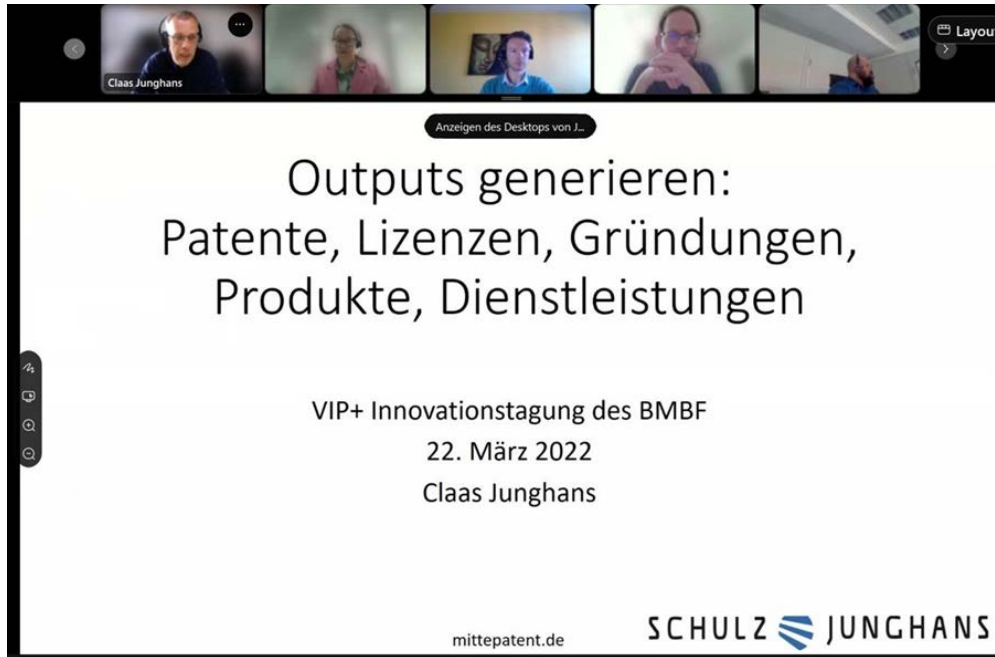 Layou
Claas Junghans
Anzeigen des Desktops von J...
Outputs generieren:
Patente, Lizenzen, Gründungen,
Produkte, Dienstleistungen
VIP+ Innovationstagung des BMBF
22. März 2022
Claas Junghans
mittepatent.de
SCHULZ JUNGHANS